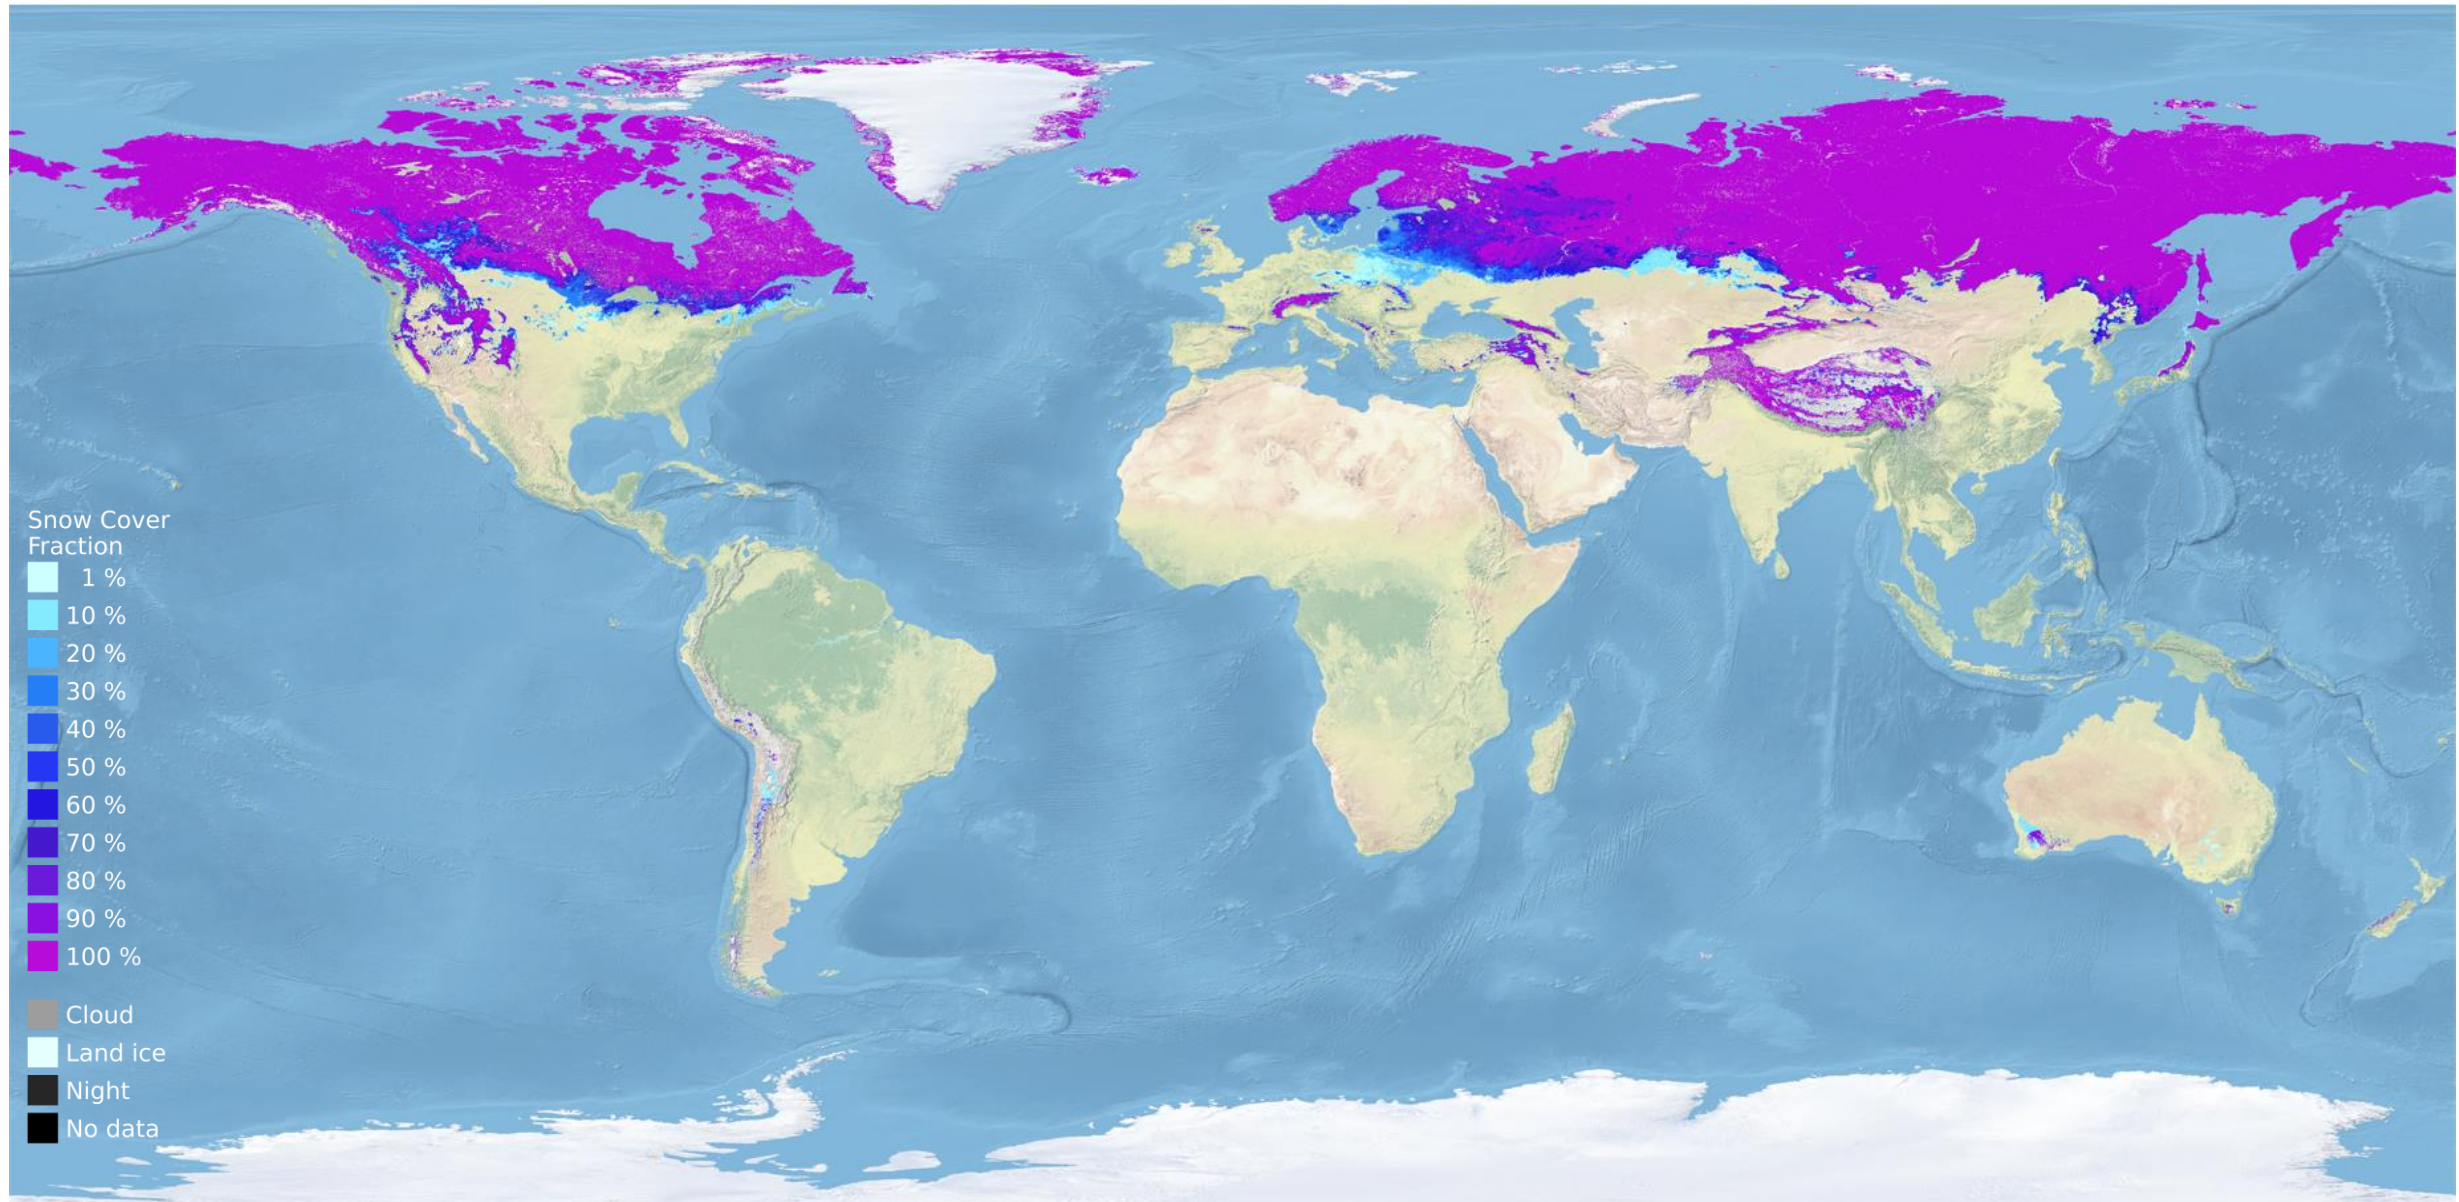 Snow Cover
Fraction
1 %
10 %
20 %
30 %
40 %
50 %
60 %
70 %
80 %
90 %
100 %
Cloud
Land ice
Night
No data